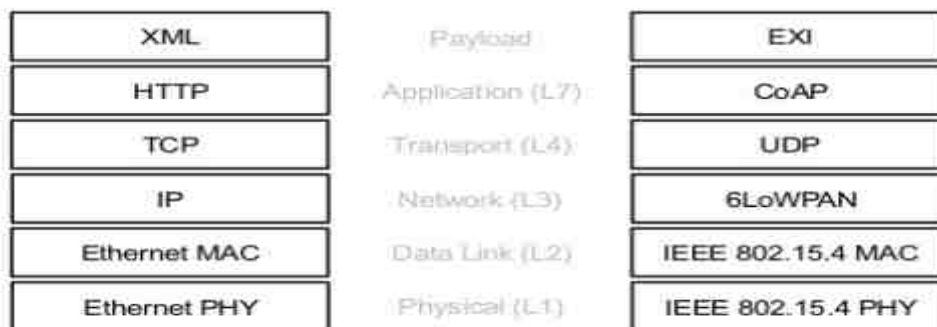 XML Payload EXI
HTTP Application (L7) CoAP
TCP Transport (L4) UDP
IP Network (L3) 6LoWPAN
Ethernet MAC Data Link (L2) IEEE 802.15.4 MAC
Ethernet PHY Physical (L1) IEEE 802.15.4 PHY